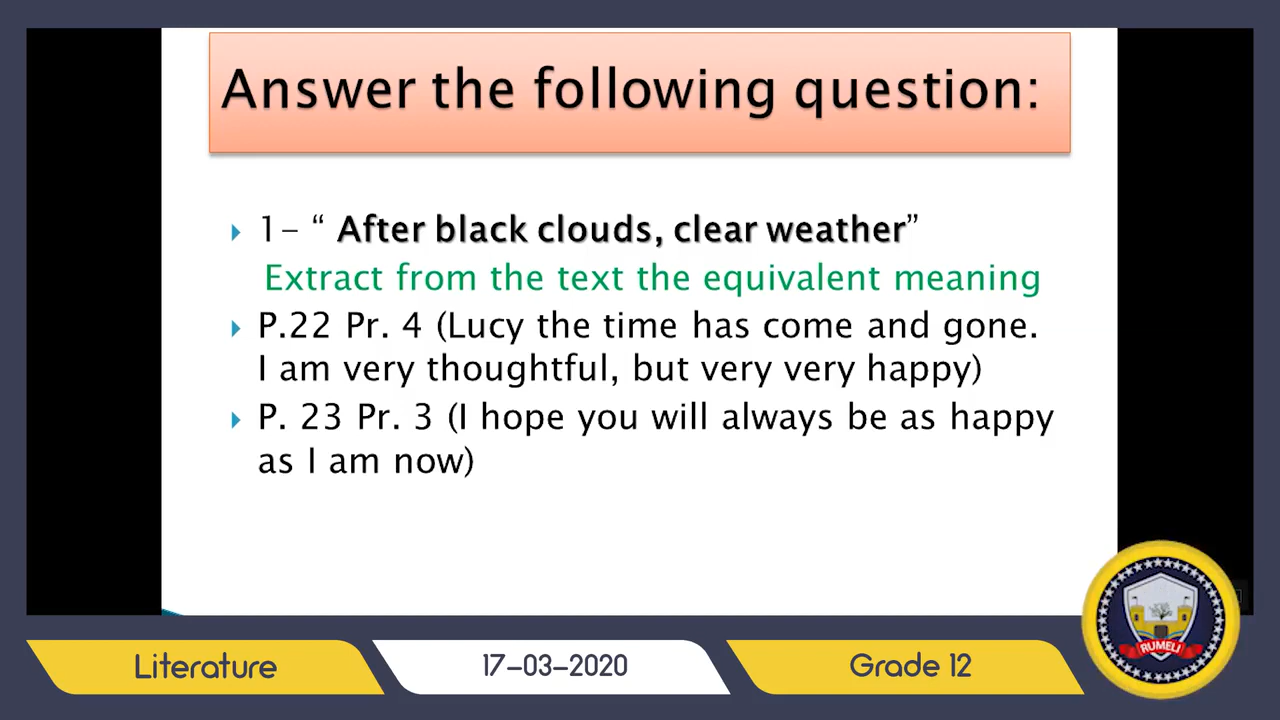 Answer the following question:
1- “ After black clouds, clear weather”
Extract from the text the equivalent meaning
P.22 Pr. 4 (Lucy the time has come and gone.
I am very thoughtful, but very very happy)
P. 23 Pr. 3 (I hope you will always be as happy
as I am now)
RUMELI
Literature
17-03-2020
Grade 12